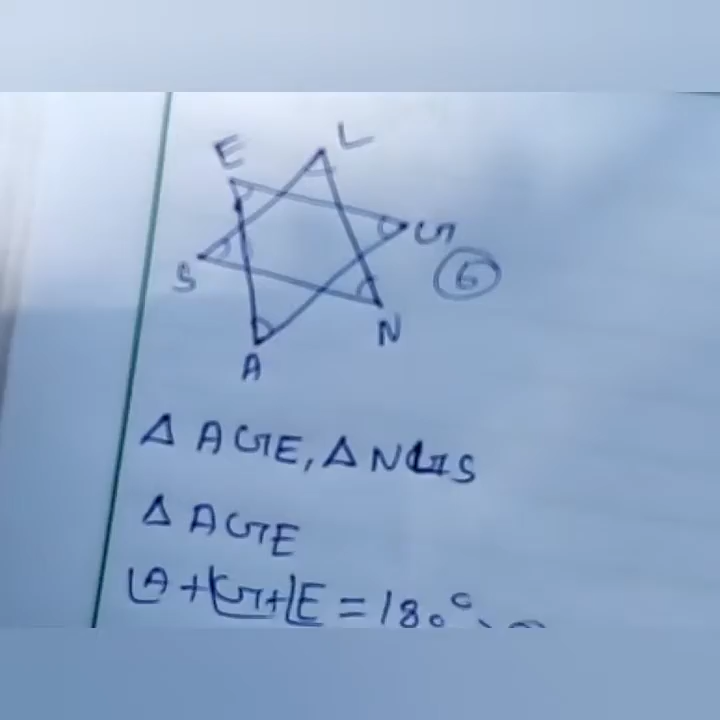 E L
G
S 6
N
A
Δ AGE, Δ NLS
Δ AGE
∠A + ∠G + ∠E = 180°